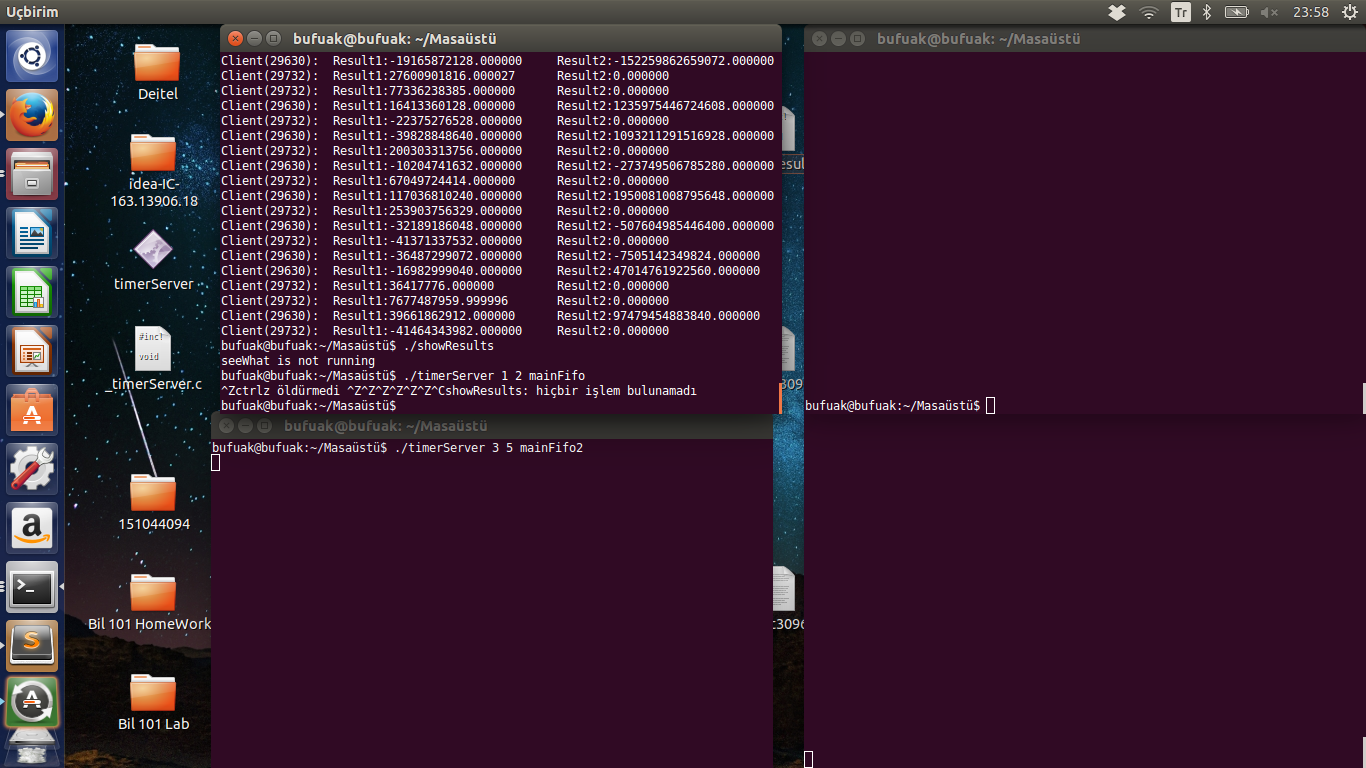 Uçbirim
Tr
23:58
bufuak@bufuak: ~/Masaüstü
Client(29630):  Result1:-19165872128.000000     Result2:-152259862659072.000000
Client(29732):  Result1:27600901816.000027      Result2:0.000000
Client(29732):  Result1:77336238385.000000      Result2:0.000000
Client(29630):  Result1:16413360128.000000      Result2:1235975446724608.000000
Client(29732):  Result1:-22375276528.000000     Result2:0.000000
Client(29630):  Result1:-39828848640.000000     Result2:1093211291516928.000000
Client(29732):  Result1:200303313756.000000     Result2:0.000000
Client(29630):  Result1:-10204741632.000000     Result2:-273749506785280.000000
Client(29732):  Result1:67049724414.000000      Result2:0.000000
Client(29630):  Result1:117036810240.000000     Result2:1950081008795648.000000
Client(29732):  Result1:253903756329.000000     Result2:0.000000
Client(29630):  Result1:-32189186048.000000     Result2:-507604985446400.000000
Client(29732):  Result1:-41371337532.000000     Result2:0.000000
Client(29630):  Result1:-36487299072.000000     Result2:-7505142349824.000000
Client(29630):  Result1:-16982999040.000000     Result2:47014761922560.000000
Client(29732):  Result1:36417776.000000         Result2:0.000000
Client(29732):  Result1:7677487959.999996       Result2:0.000000
Client(29630):  Result1:39661862912.000000      Result2:97479454883840.000000
Client(29732):  Result1:-41464343982.000000     Result2:0.000000
bufuak@bufuak:~/Masaüstü$ ./showResults
seeWhat is not running
bufuak@bufuak:~/Masaüstü$ ./timerServer 1 2 mainFifo
^Zctrlz öldürmedi ^Z^Z^Z^Z^Z^Z^CshowResults: hiçbir işlem bulunamadı
bufuak@bufuak:~/Masaüstü$
bufuak@bufuak: ~/Masaüstü
bufuak@bufuak:~/Masaüstü$ ./timerServer 3 5 mainFifo2
bufuak@bufuak: ~/Masaüstü
bufuak@bufuak:~/Masaüstü$
Deitel
idea-IC-
163.13906.18
timerServer
#incl
void
_timerServer.c
151044094
Bil 101 HomeWork
Bil 101 Lab
esul
309
c3096